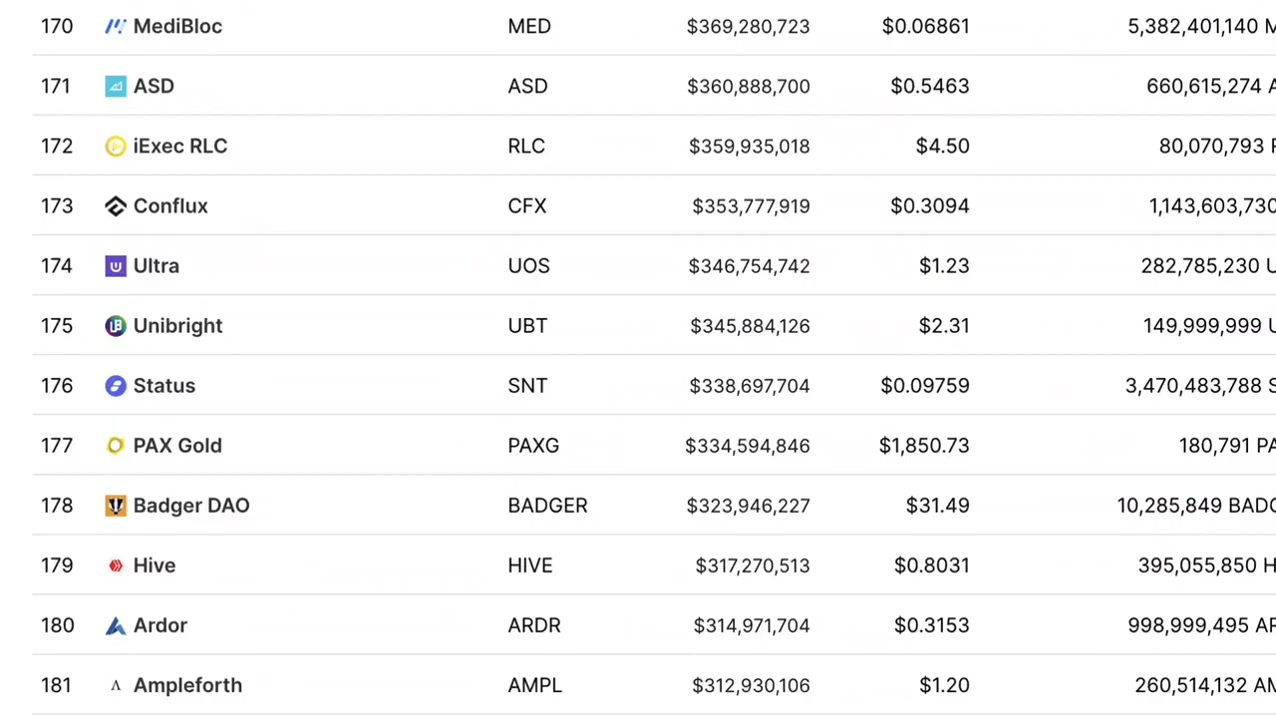 170 MediBloc MED $369,280,723 $0.06861 5,382,401,140 M
171 ASD ASD $360,888,700 $0.5463 660,615,274 A
172 iExec RLC RLC $359,935,018 $4.50 80,070,793 R
173 Conflux CFX $353,777,919 $0.3094 1,143,603,730
174 Ultra UOS $346,754,742 $1.23 282,785,230 U
175 Unibright UBT $345,884,126 $2.31 149,999,999 U
176 Status SNT $338,697,704 $0.09759 3,470,483,788 S
177 PAX Gold PAXG $334,594,846 $1,850.73 180,791 PA
178 Badger DAO BADGER $323,946,227 $31.49 10,285,849 BADG
179 Hive HIVE $317,270,513 $0.8031 395,055,850 H
180 Ardor ARDR $314,971,704 $0.3153 998,999,495 AR
181 Ampleforth AMPL $312,930,106 $1.20 260,514,132 AM